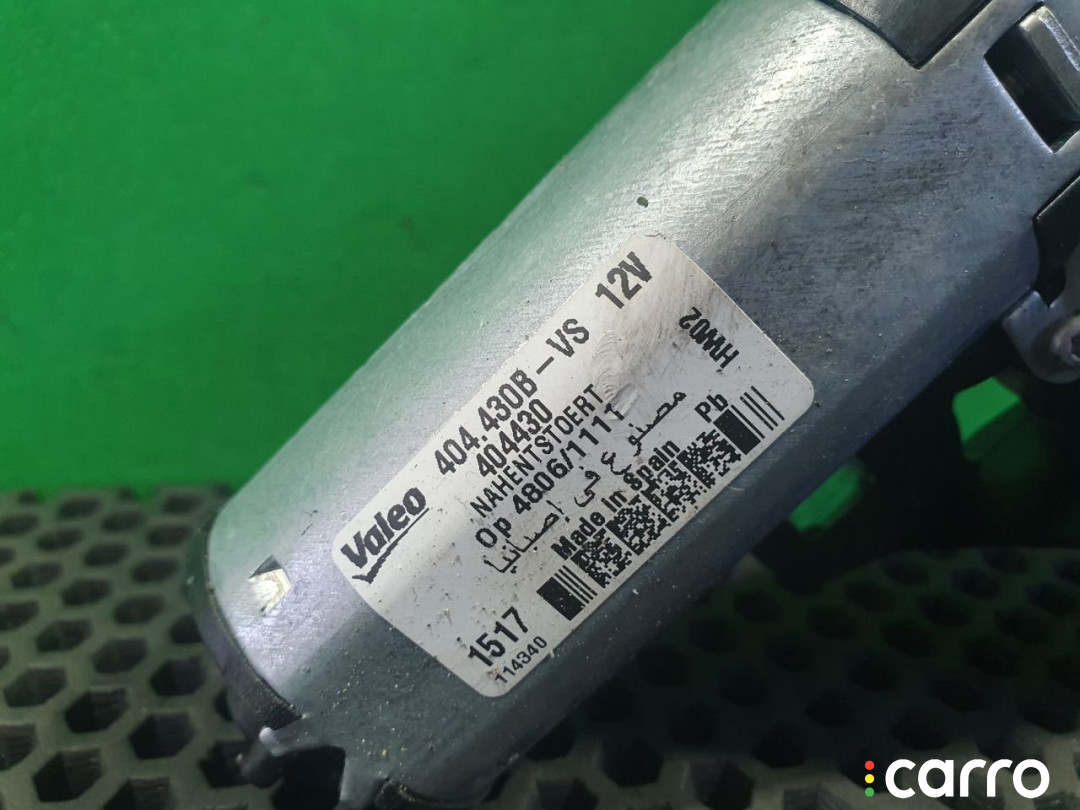 Valeo
404.430B-VS 12V
404430
NAHENTSTOERT
Op 4806/1111
مصنوع في إصبانيا
Made in Spain
Pb
HW02
1517
114340
carro